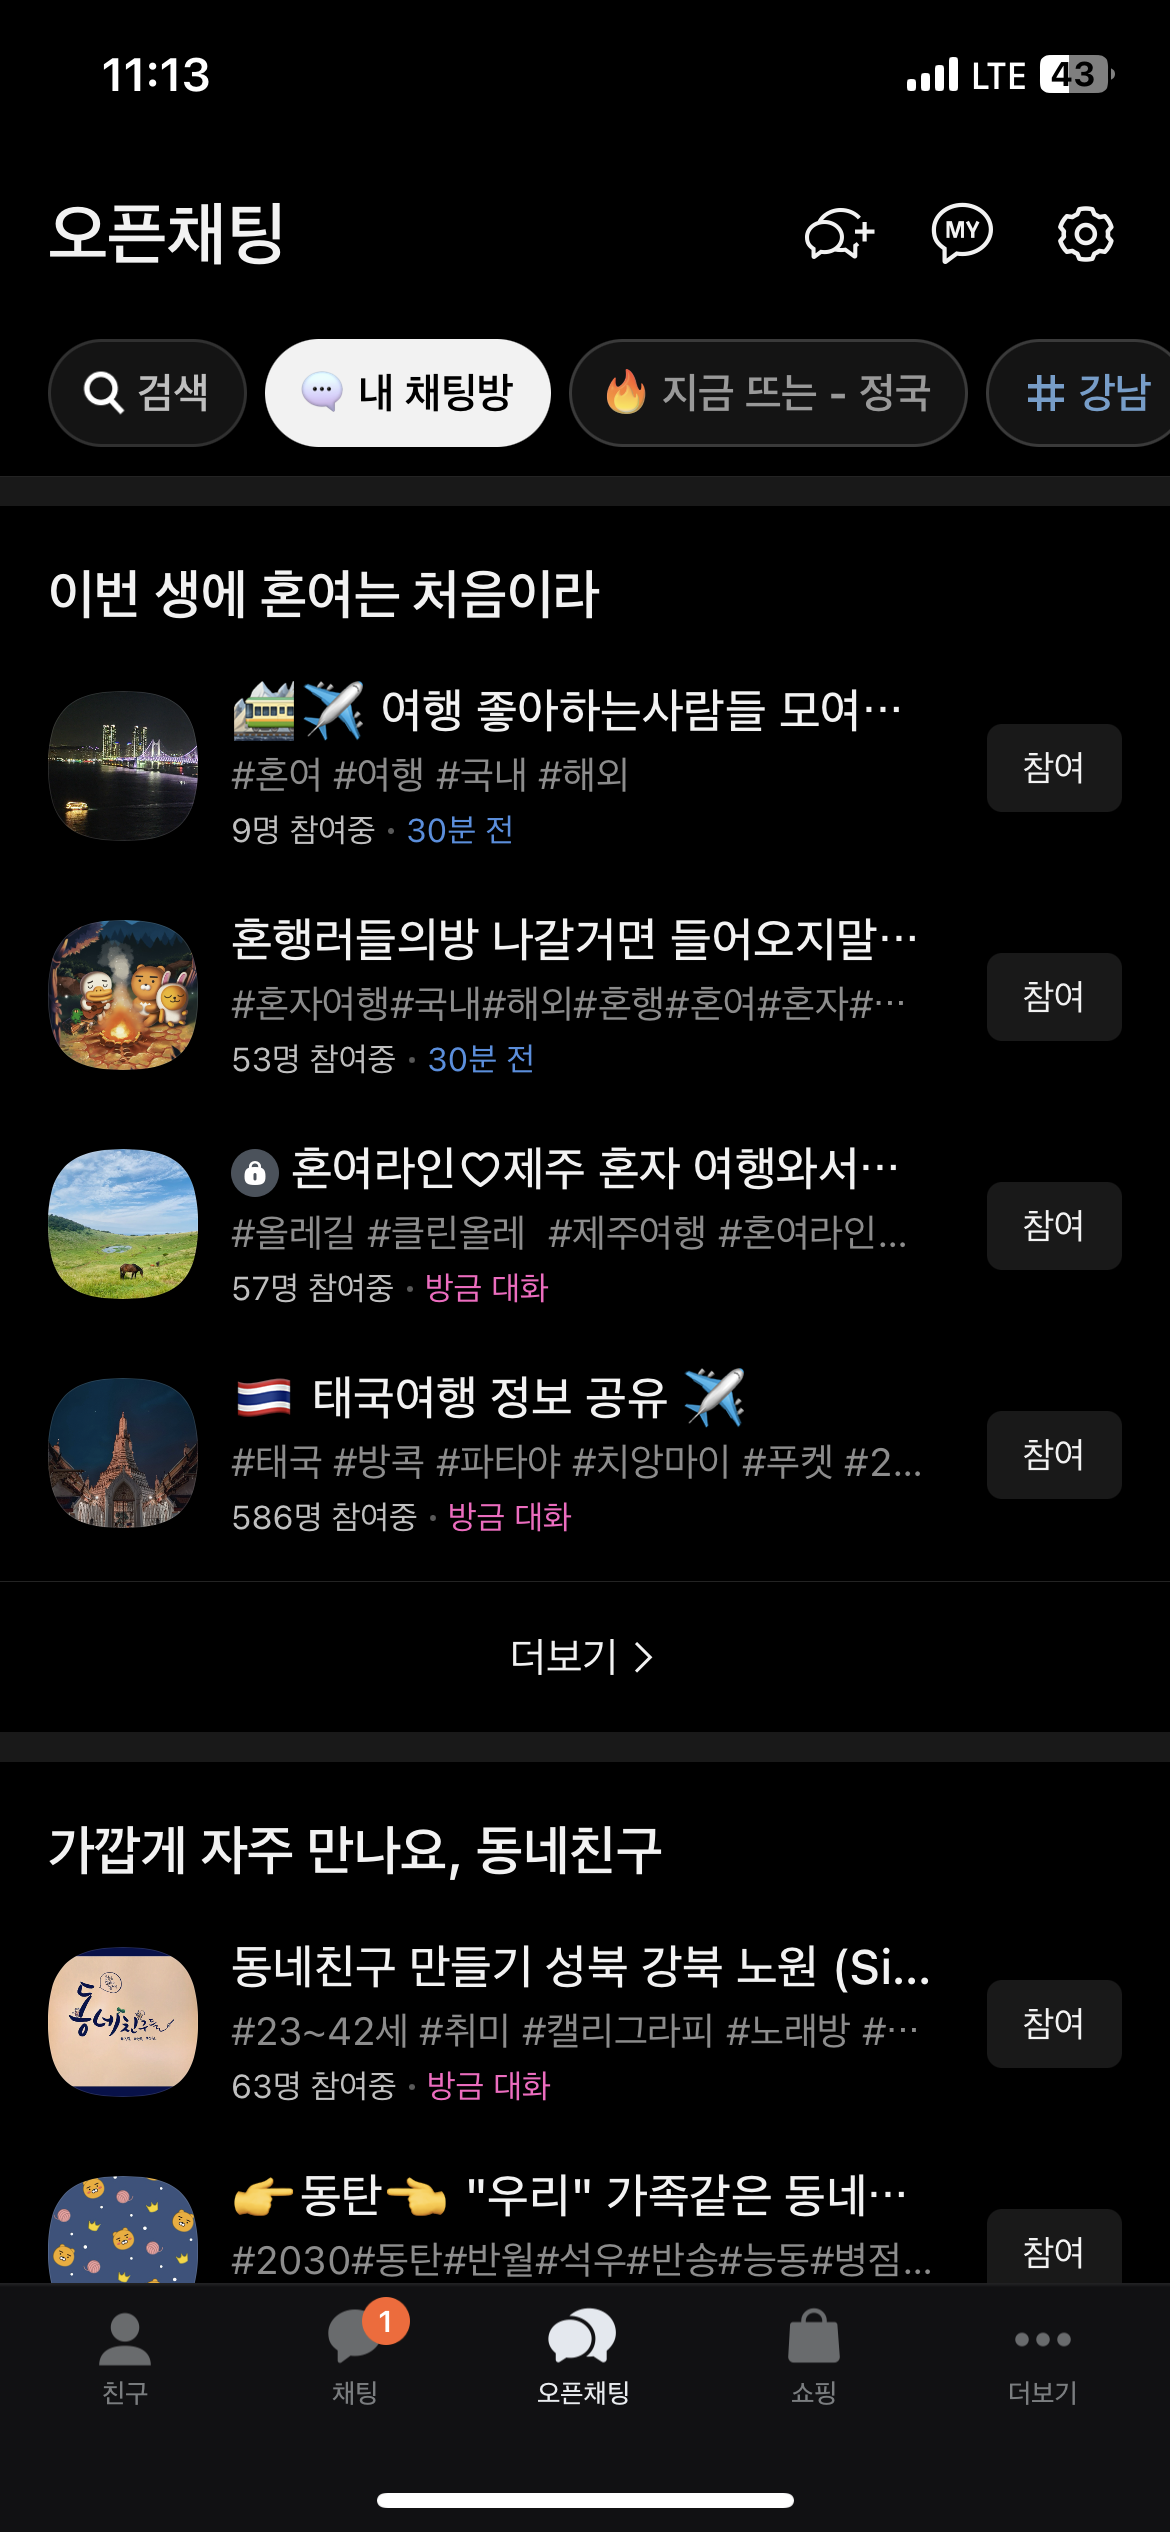 11:13
LTE 43
오픈채팅
MY
검색
내 채팅방
지금 뜨는 - 정국
# 강남
이번 생에 혼여는 처음이라
여행 좋아하는사람들 모여…
#혼여 #여행 #국내 #해외
9명 참여중 · 30분 전
참여
혼행러들의방 나갈거면 들어오지말…
#혼자여행#국내#해외#혼행#혼여#혼자#…
53명 참여중 · 30분 전
참여
혼여라인♡제주 혼자 여행와서…
#올레길 #클린올레 #제주여행 #혼여라인...
57명 참여중 · 방금 대화
참여
🇹🇭 태국여행 정보 공유 ✈️
#태국 #방콕 #파타야 #치앙마이 #푸켓 #2...
586명 참여중 · 방금 대화
참여
더보기 >
가깝게 자주 만나요, 동네친구
동네친구들
동네친구 만들기 성북 강북 노원 (Si...
#23~42세 #취미 #캘리그라피 #노래방 #…
63명 참여중 · 방금 대화
참여
👉동탄👈 "우리" 가족같은 동네…
#2030#동탄#반월#석우#반송#능동#병점...
참여
1
친구
채팅
오픈채팅
쇼핑
더보기